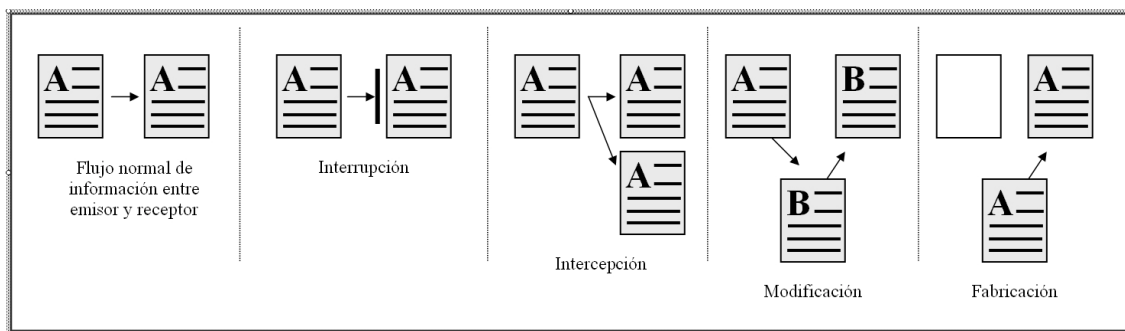 A
A
Flujo normal de
información entre
emisor y receptor
A
A
Interrupción
A
A
A
Intercepción
A
B
B
Modificación
A
A
Fabricación